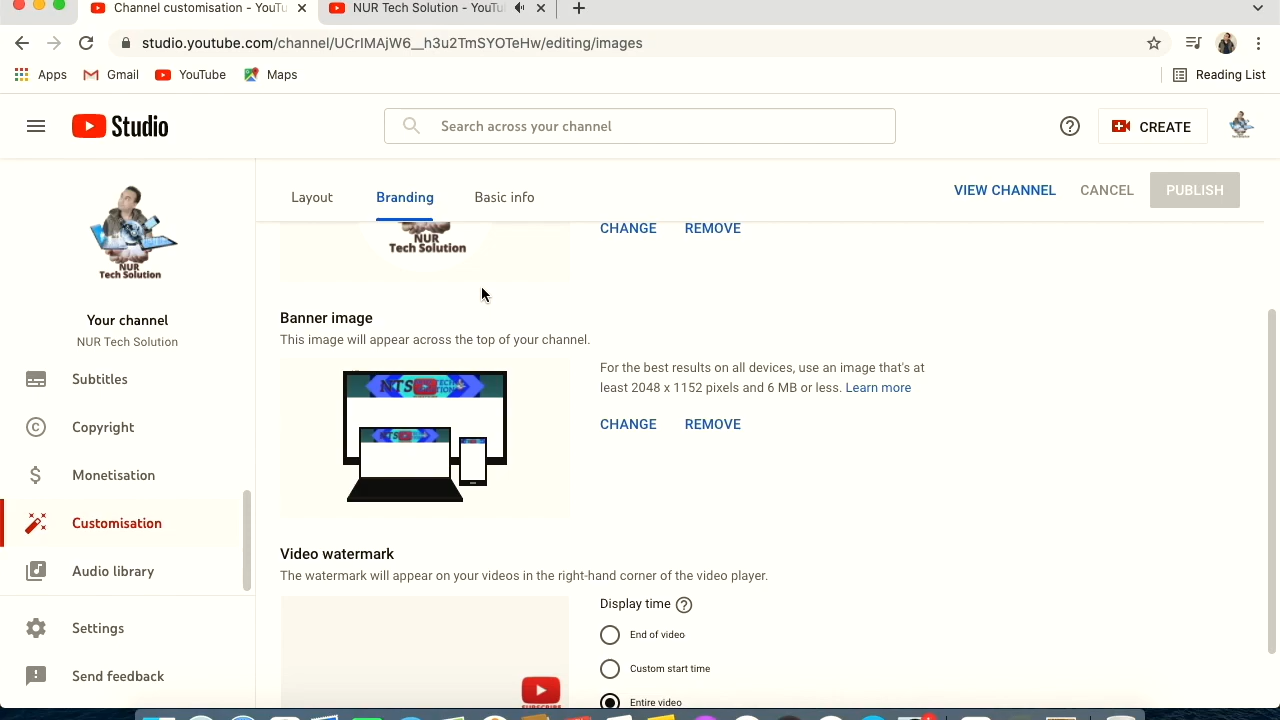 Channel customisation - YouTu
NUR Tech Solution - YouTu
studio.youtube.com/channel/UCrIMAjW6__h3u2TmSYOTeHw/editing/images
Apps
Gmail
YouTube
Maps
Reading List
Studio
Search across your channel
CREATE
Layout
Branding
Basic info
VIEW CHANNEL
CANCEL
PUBLISH
NUR
Tech Solution
CHANGE
REMOVE
NUR
Tech Solution
Your channel
NUR Tech Solution
Subtitles
Copyright
Monetisation
Customisation
Audio library
Settings
Send feedback
Banner image
This image will appear across the top of your channel.
For the best results on all devices, use an image that's at
least 2048 x 1152 pixels and 6 MB or less. Learn more
NTS
CHANGE
REMOVE
Video watermark
The watermark will appear on your videos in the right-hand corner of the video player.
Display time
End of video
Custom start time
Entire video
SUBSCRIBE